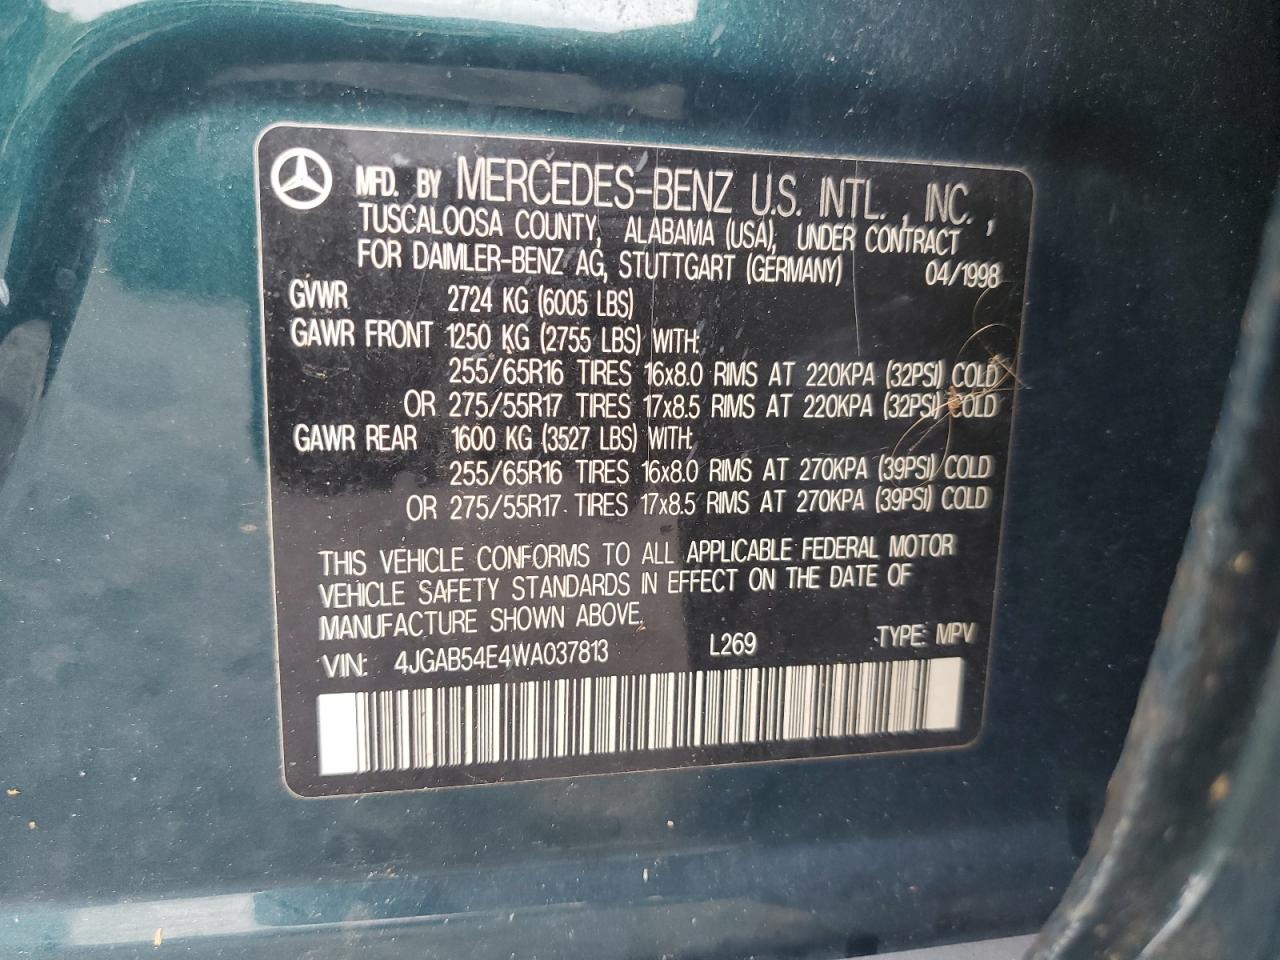 MFD. BY MERCEDES-BENZ U.S. INTL., INC.,
TUSCALOOSA COUNTY, ALABAMA (USA), UNDER CONTRACT
FOR DAIMLER-BENZ AG, STUTTGART (GERMANY) 04/1998
GVWR 2724 KG (6005 LBS)
GAWR FRONT 1250 KG (2755 LBS) WITH:
255/65R16 TIRES 16x8.0 RIMS AT 220KPA (32PSI) COLD
OR 275/55R17 TIRES 17x8.5 RIMS AT 220KPA (32PSI) COLD
GAWR REAR 1600 KG (3527 LBS) WITH:
255/65R16 TIRES 16x8.0 RIMS AT 270KPA (39PSI) COLD
OR 275/55R17 TIRES 17x8.5 RIMS AT 270KPA (39PSI) COLD
THIS VEHICLE CONFORMS TO ALL APPLICABLE FEDERAL MOTOR
VEHICLE SAFETY STANDARDS IN EFFECT ON THE DATE OF
MANUFACTURE SHOWN ABOVE.
VIN: 4JGAB54E4WA037813 L269 TYPE: MPV